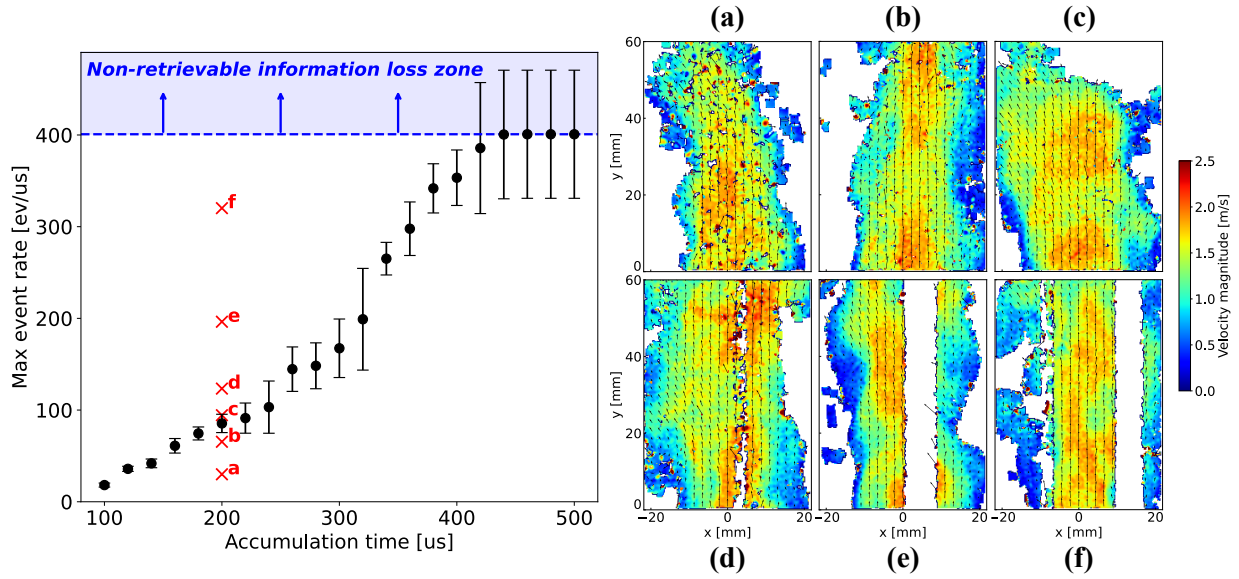 Non-retrievable information loss zone
Max event rate [ev/us]
400
300
200
100
0
f
e
d
c
b
a
100 200 300 400 500
Accumulation time [us]
(a) (b) (c)
60
40
20
0
y [mm]
60
40
20
0
y [mm]
−20 0 20
x [mm]
−20 0 20
x [mm]
−20 0 20
x [mm]
(d) (e) (f)
2.5
2.0
1.5
1.0
0.5
0.0
Velocity magnitude [m/s]